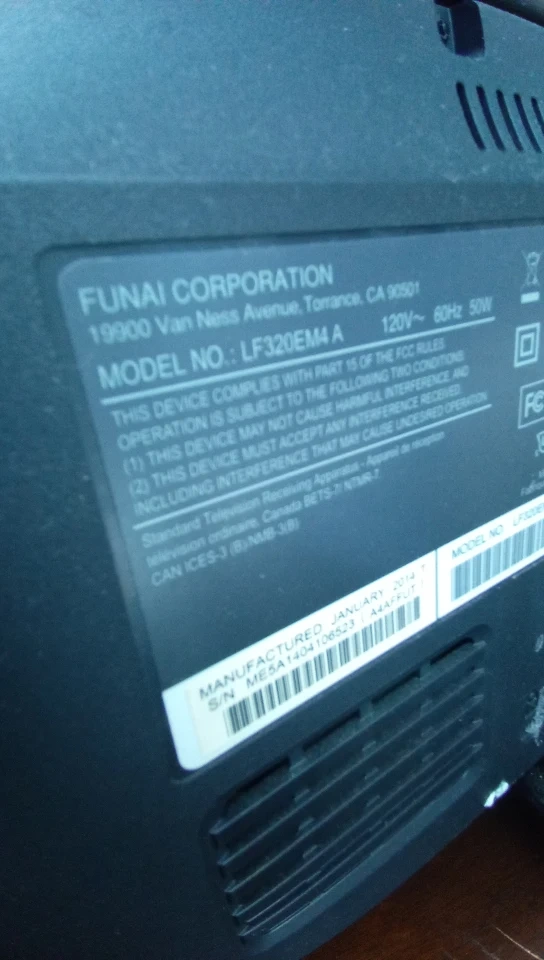 FUNAI CORPORATION
19900 Van Ness Avenue, Torrance, CA 90501
MODEL NO.: LF320EM4 A 120V~ 60Hz 50W
THIS DEVICE COMPLIES WITH PART 15 OF THE FCC RULES
OPERATION IS SUBJECT TO THE FOLLOWING TWO CONDITIONS
(1) THIS DEVICE MAY NOT CAUSE HARMFUL INTERFERENCE AND
(2) THIS DEVICE MUST ACCEPT ANY INTERFERENCE RECEIVED
INCLUDING INTERFERENCE THAT MAY CAUSE UNDESIRED OPERATION
Standard Television Receiving Apparatus - Appareil de réception
télévision ordinaire, Canada BETS-7/ NTMR-7
CAN ICES-3 (B)/NMB-3(B)
FC
MANUFACTURED JANUARY 2014 T
S/N ME5A1404106523
MODEL NO LF320E